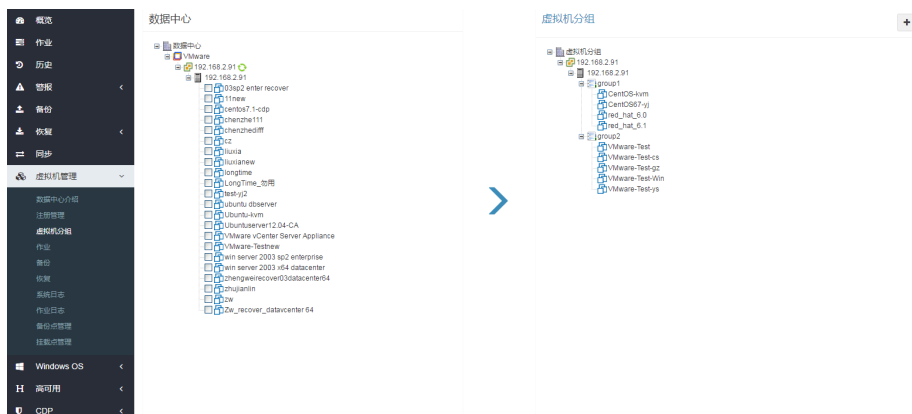 概览
作业
历史
警报
备份
恢复
同步
虚拟机管理
数据中心介绍
注册管理
虚拟机分组
作业
备份
恢复
系统日志
作业日志
备份点管理
挂载点管理
Windows OS
高可用
CDP
数据中心
数据中心
VMware
192.168.2.91
192.168.2.91
03sp2 enter recover
11new
centos7.1-cdp
chenzhe111
chenzhedifff
cz
liuxia
liuxianew
longtime
LongTime_勿用
test-yj2
ubuntu dbserver
Ubuntu-kvm
Ubuntuserver12.04-CA
VMware vCenter Server Appliance
VMware-Testnew
win server 2003 sp2 enterprise
win server 2003 x64 datacenter
zhengweirecover03datacenter64
zhujianlin
zw
Zw_recover_datavcenter 64
虚拟机分组
虚拟机分组
192.168.2.91
192.168.2.91
group1
CentOS-kvm
CentOS67-yj
red_hat_6.0
red_hat_6.1
group2
VMware-Test
VMware-Test-cs
VMware-Test-gz
VMware-Test-Win
VMware-Test-ys